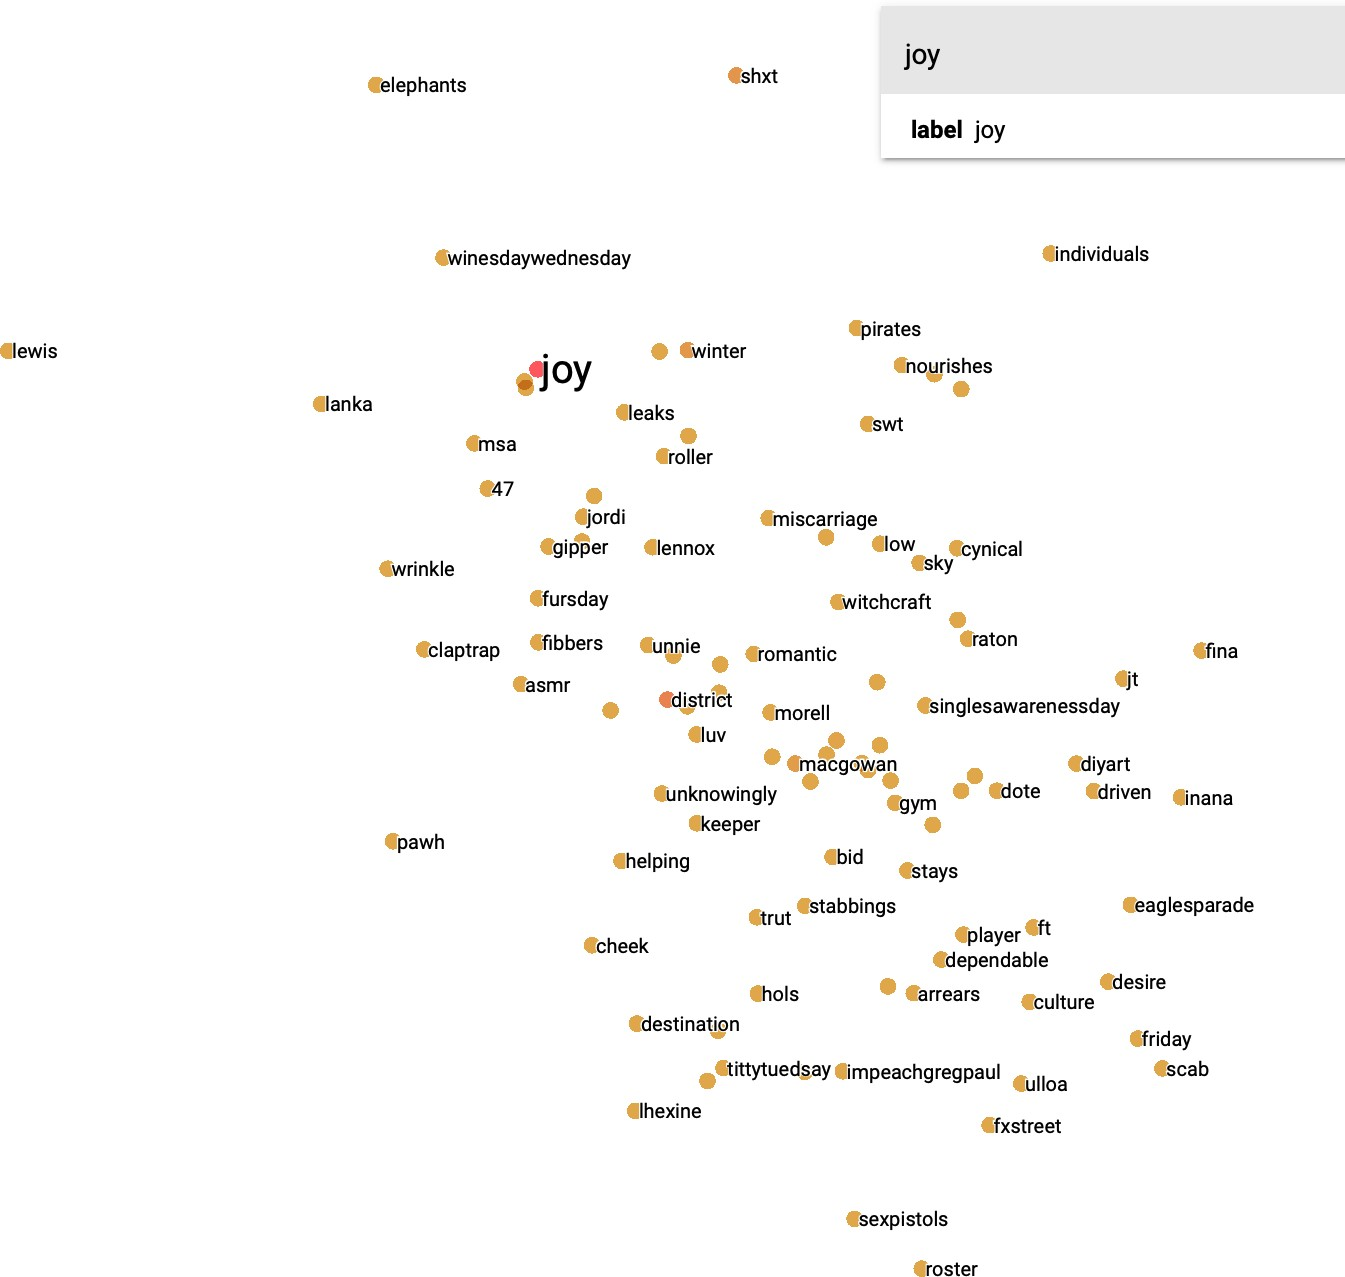 joy
label joy
elephants
shxt
winesdaywednesday
individuals
pirates
lewis
winter
joy
nourishes
lanka
leaks
swt
msa
roller
47
jordi
miscarriage
gipper
lennox
low
cynical
sky
wrinkle
fursday
witchcraft
raton
fibbers
unnie
claptrap
romantic
fina
jt
asmr
district
singlesawarenessday
morell
luv
macgowan
diyart
unknowingly
dote
driven
inana
gym
keeper
pawh
bid
helping
stays
stabbings
eaglesparade
trut
ft
player
cheek
dependable
desire
hols
arrears
culture
destination
friday
tittytuedsay
impeachgregpaul
scab
ulloa
lhexine
fxstreet
sexpistols
roster